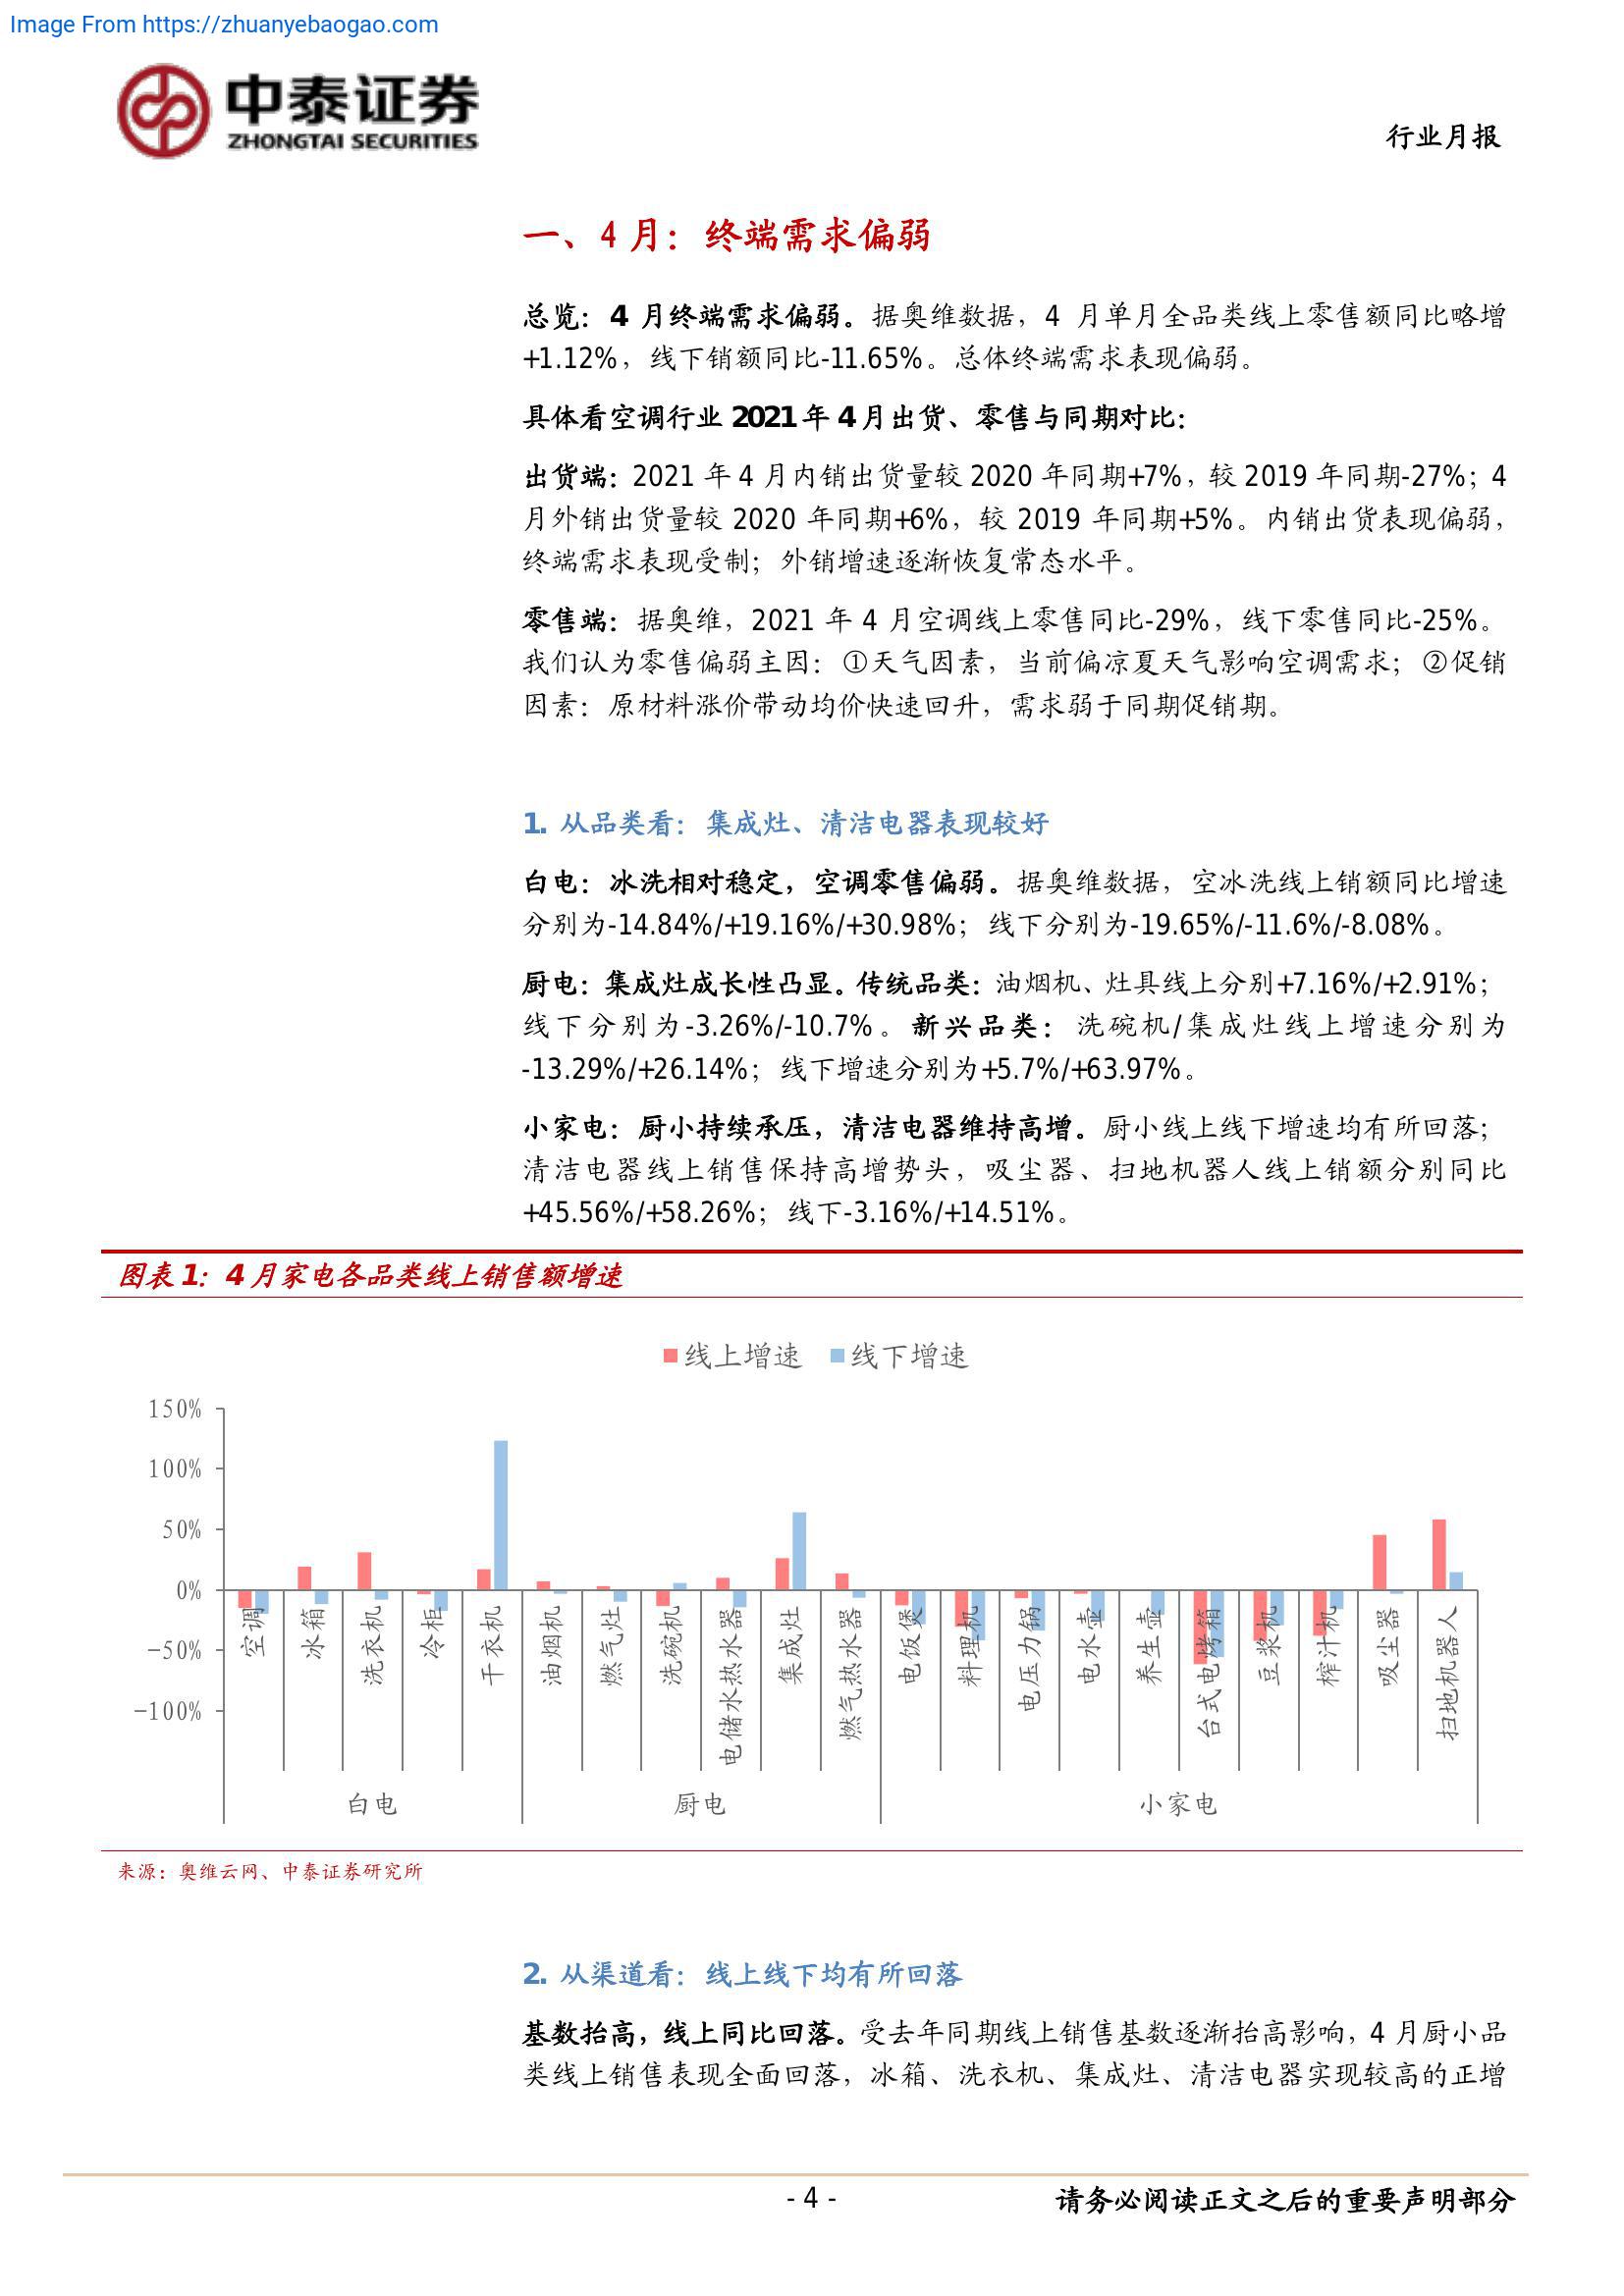 Image From https://zhuanyebaogao.com
中泰证券
ZHONGTAI SECURITIES
行业月报
一、4 月：终端需求偏弱
总览：4 月终端需求偏弱。据奥维数据，4 月单月全品类线上零售额同比略增
+1.12%，线下销额同比-11.65%。总体终端需求表现偏弱。
具体看空调行业 2021 年 4 月出货、零售与同期对比：
出货端：2021 年 4 月内销出货量较 2020 年同期+7%，较 2019 年同期-27%；4
月外销出货量较 2020 年同期+6%，较 2019 年同期+5%。内销出货表现偏弱，
终端需求表现受制；外销增速逐渐恢复常态水平。
零售端：据奥维，2021 年 4 月空调线上零售同比-29%，线下零售同比-25%。
我们认为零售偏弱主因：①天气因素，当前偏凉夏天气影响空调需求；②促销
因素：原材料涨价带动均价快速回升，需求弱于同期促销期。
1. 从品类看：集成灶、清洁电器表现较好
白电：冰洗相对稳定，空调零售偏弱。据奥维数据，空冰洗线上销额同比增速
分别为-14.84%/+19.16%/+30.98%；线下分别为-19.65%/-11.6%/-8.08%。
厨电：集成灶成长性凸显。传统品类：油烟机、灶具线上分别+7.16%/+2.91%；
线下分别为-3.26%/-10.7%。新兴品类：洗碗机/集成灶线上增速分别为
-13.29%/+26.14%；线下增速分别为+5.7%/+63.97%。
小家电：厨小持续承压，清洁电器维持高增。厨小线上线下增速均有所回落；
清洁电器线上销售保持高增势头，吸尘器、扫地机器人线上销额分别同比
+45.56%/+58.26%；线下-3.16%/+14.51%。
图表 1：4 月家电各品类线上销售额增速
线上增速 线下增速
150%
100%
50%
0%
-50%
-100%
空调
冰箱
洗衣机
冷柜
干衣机
油烟机
燃气灶
洗碗机
电储水热水器
集成灶
燃气热水器
电饭煲
料理机
电压力锅
电水壶
养生壶
台式电烤箱
豆浆机
榨汁机
吸尘器
扫地机器人
白电
厨电
小家电
来源：奥维云网、中泰证券研究所
2. 从渠道看：线上线下均有所回落
基数抬高，线上同比回落。受去年同期线上销售基数逐渐抬高影响，4 月厨小品
类线上销售表现全面回落，冰箱、洗衣机、集成灶、清洁电器实现较高的正增
- 4 -
请务必阅读正文之后的重要声明部分